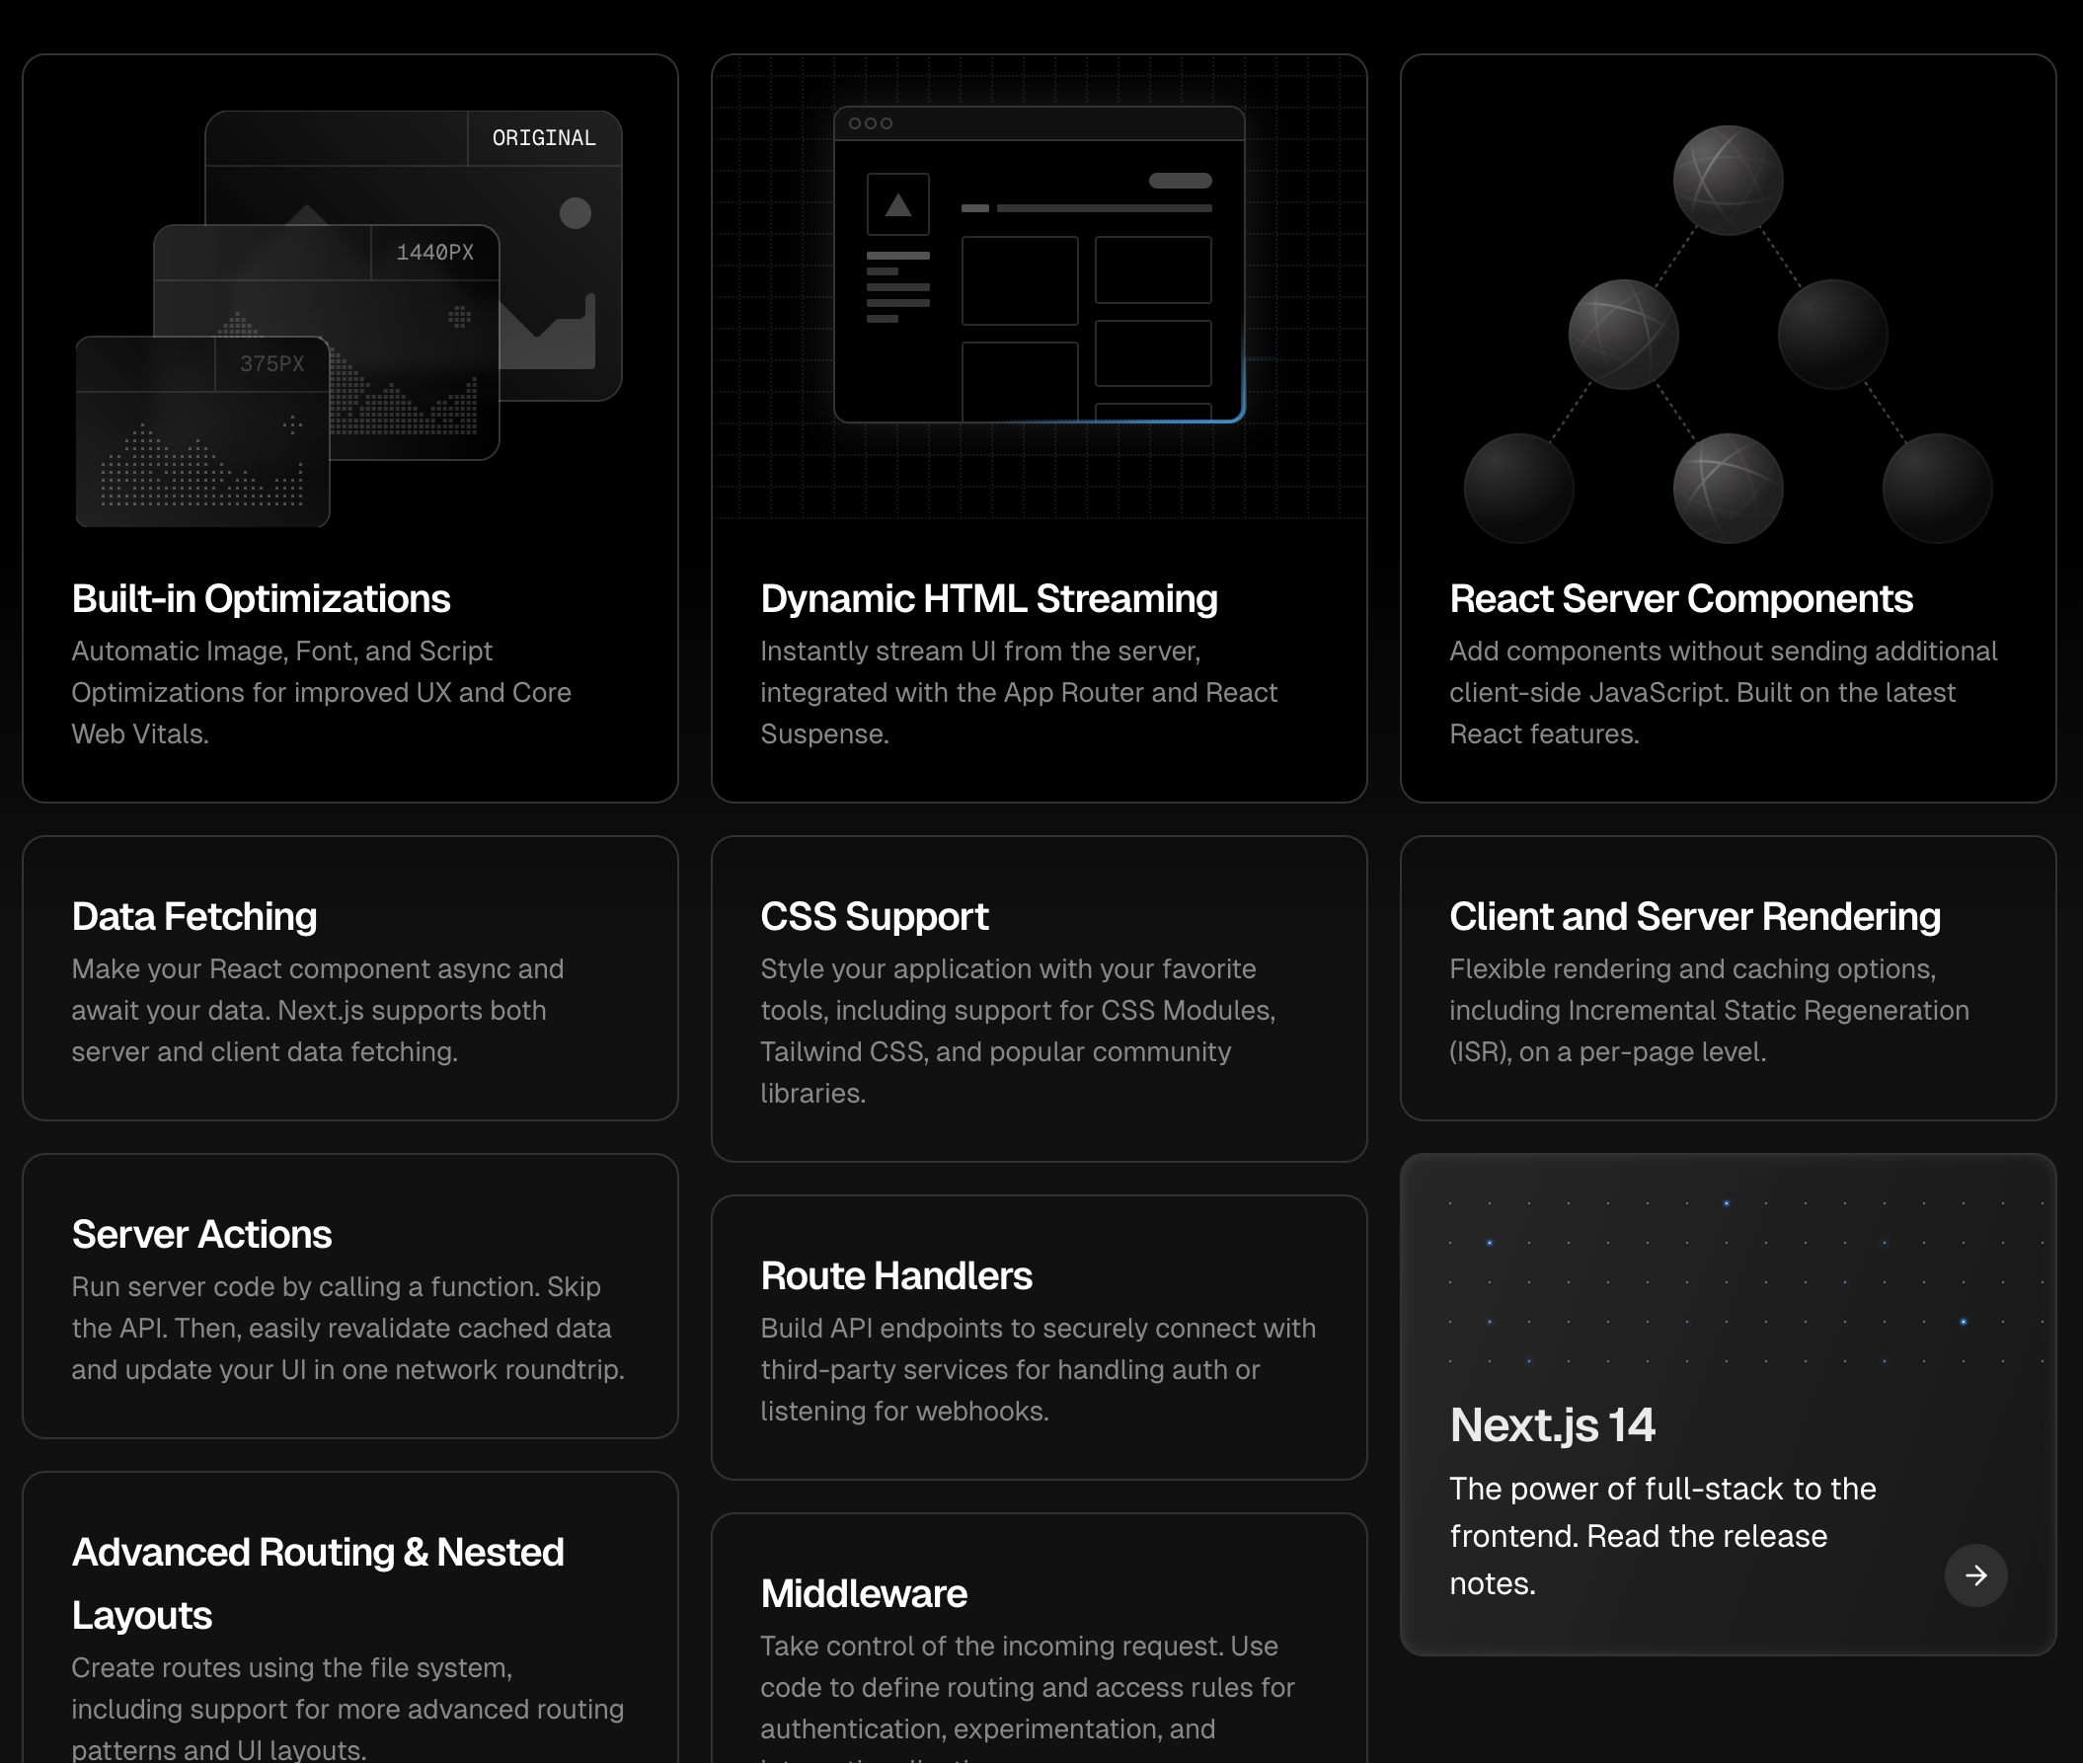 ORIGINAL
1440PX
375PX
Built-in Optimizations
Automatic Image, Font, and Script
Optimizations for improved UX and Core
Web Vitals.
Dynamic HTML Streaming
Instantly stream UI from the server,
integrated with the App Router and React
Suspense.
React Server Components
Add components without sending additional
client-side JavaScript. Built on the latest
React features.
Data Fetching
Make your React component async and
await your data. Next.js supports both
server and client data fetching.
CSS Support
Style your application with your favorite
tools, including support for CSS Modules,
Tailwind CSS, and popular community
libraries.
Client and Server Rendering
Flexible rendering and caching options,
including Incremental Static Regeneration
(ISR), on a per-page level.
Server Actions
Run server code by calling a function. Skip
the API. Then, easily revalidate cached data
and update your UI in one network roundtrip.
Route Handlers
Build API endpoints to securely connect with
third-party services for handling auth or
listening for webhooks.
Next.js 14
The power of full-stack to the
frontend. Read the release
notes.
Advanced Routing & Nested
Layouts
Create routes using the file system,
including support for more advanced routing
patterns and UI layouts.
Middleware
Take control of the incoming request. Use
code to define routing and access rules for
authentication, experimentation, and